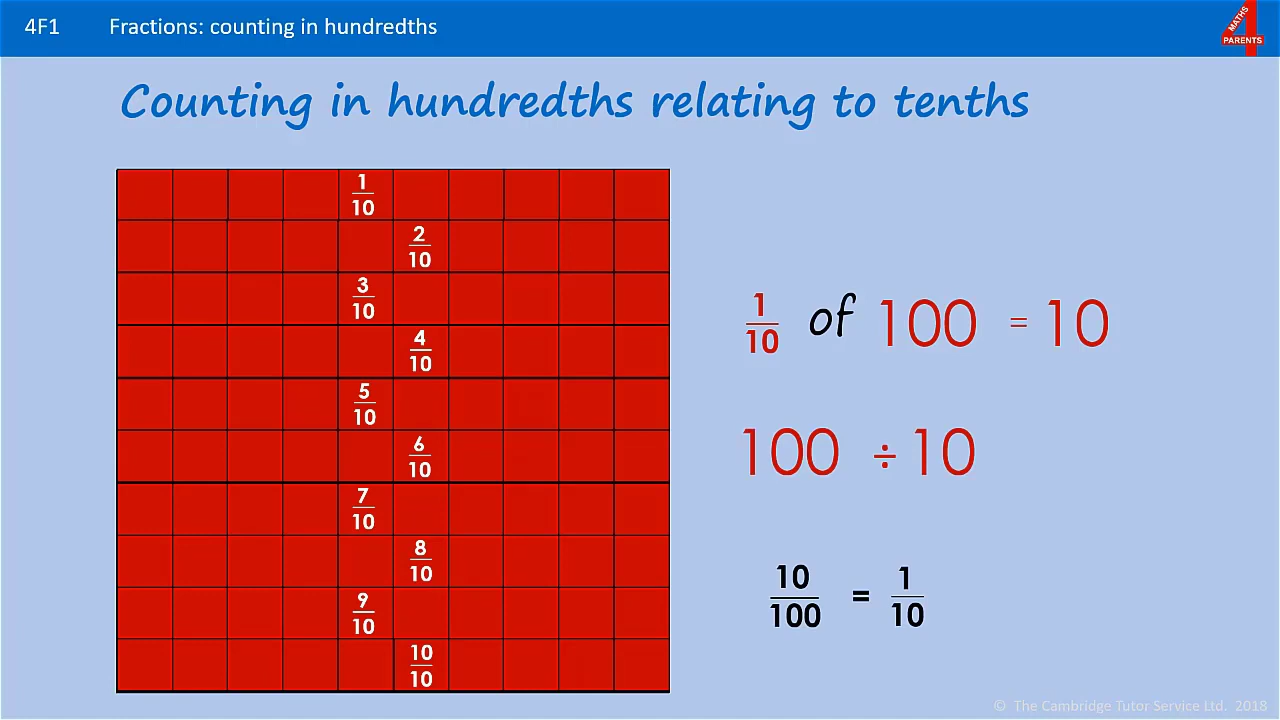 4F1 Fractions: counting in hundredths
MATHS
4
PARENTS
Counting in hundredths relating to tenths
1/10
2/10
3/10
4/10
5/10
6/10
7/10
8/10
9/10
10/10
1/10 of 100 = 10
100 ÷ 10
10/100 = 1/10
© The Cambridge Tutor Service Ltd. 2018